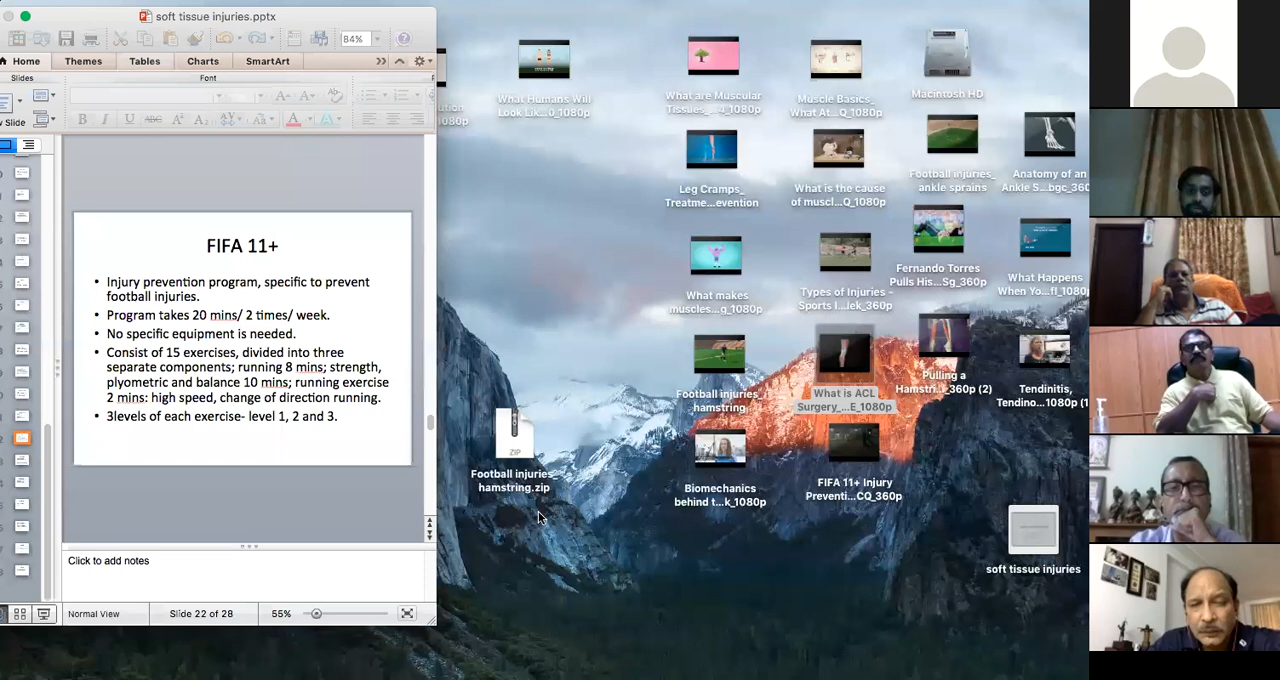 soft tissue injuries.pptx
84%
Home
Themes
Tables
Charts
SmartArt
Slides
Font
Slide
FIFA 11+
• Injury prevention program, specific to prevent
football injuries.
• Program takes 20 mins/ 2 times/ week.
• No specific equipment is needed.
• Consist of 15 exercises, divided into three
separate components; running 8 mins; strength,
plyometric and balance 10 mins; running exercise
2 mins: high speed, change of direction running.
• 3levels of each exercise- level 1, 2 and 3.
Click to add notes
Normal View
Slide 22 of 28
55%
What Humans Will
Look Lik...0_1080p
What are Muscular
Tissues_...4_1080p
Muscle Basics_
What At..._Q_1080p
Macintosh HD
Leg Cramps_
Treatme...evention
What is the cause
of muscl...Q_1080p
Football injuries_
ankle sprains
Anatomy of an
Ankle S...bgc_360
What makes
muscles...g_1080p
Types of Injuries -
Sports I...lek_360p
Fernando Torres
Pulls His...Sg_360p
What Happens
When Yo...fl_1080p
Football injuries_
hamstring
What is ACL
Surgery_...E_1080p
Pulling a
Hamstri...-360p (2)
Tendinitis,
Tendino...1080p (1
ZIP
Football injuries_
hamstring.zip
Biomechanics
behind t...k_1080p
FIFA 11+ Injury
Preventi...CQ_360p
soft tissue injuries